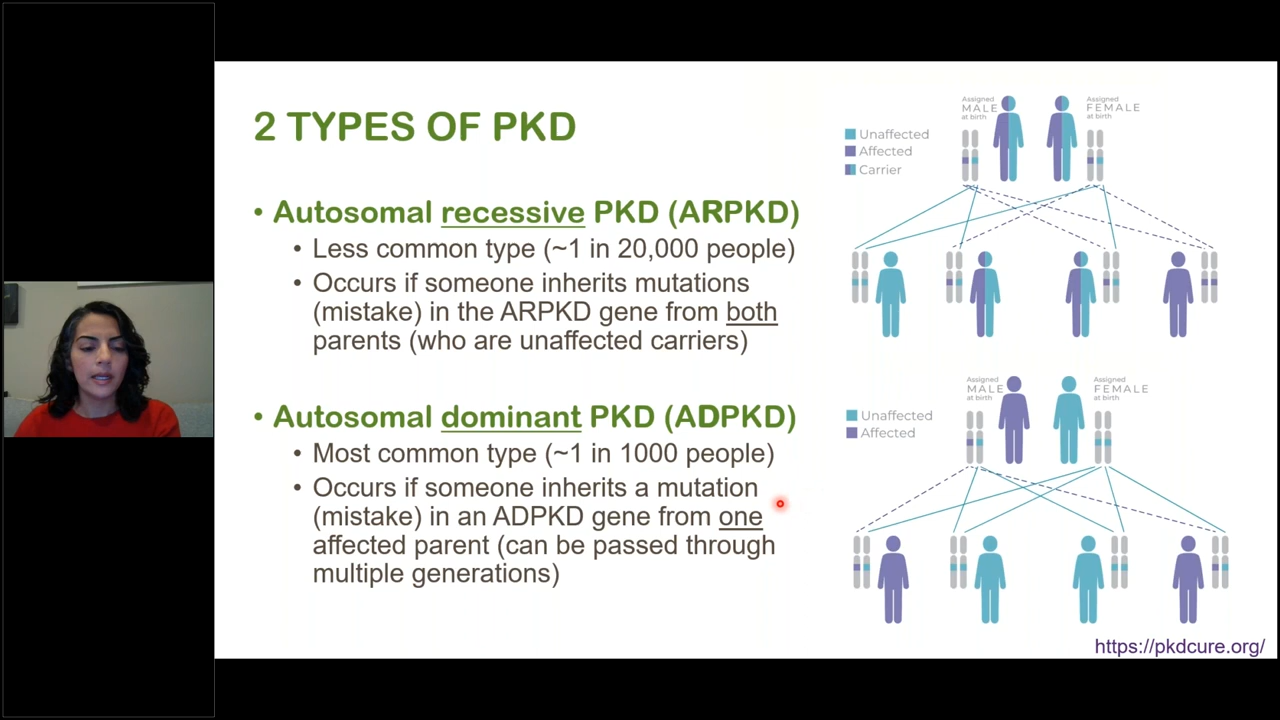 2 TYPES OF PKD
• Autosomal recessive PKD (ARPKD)
• Less common type (~1 in 20,000 people)
• Occurs if someone inherits mutations
(mistake) in the ARPKD gene from both
parents (who are unaffected carriers)
• Autosomal dominant PKD (ADPKD)
• Most common type (~1 in 1000 people)
• Occurs if someone inherits a mutation
(mistake) in an ADPKD gene from one
affected parent (can be passed through
multiple generations)
Assigned
MALE
at birth
Assigned
FEMALE
at birth
Unaffected
Affected
Carrier
Assigned
MALE
at birth
Assigned
FEMALE
at birth
Unaffected
Affected
https://pkdcure.org/